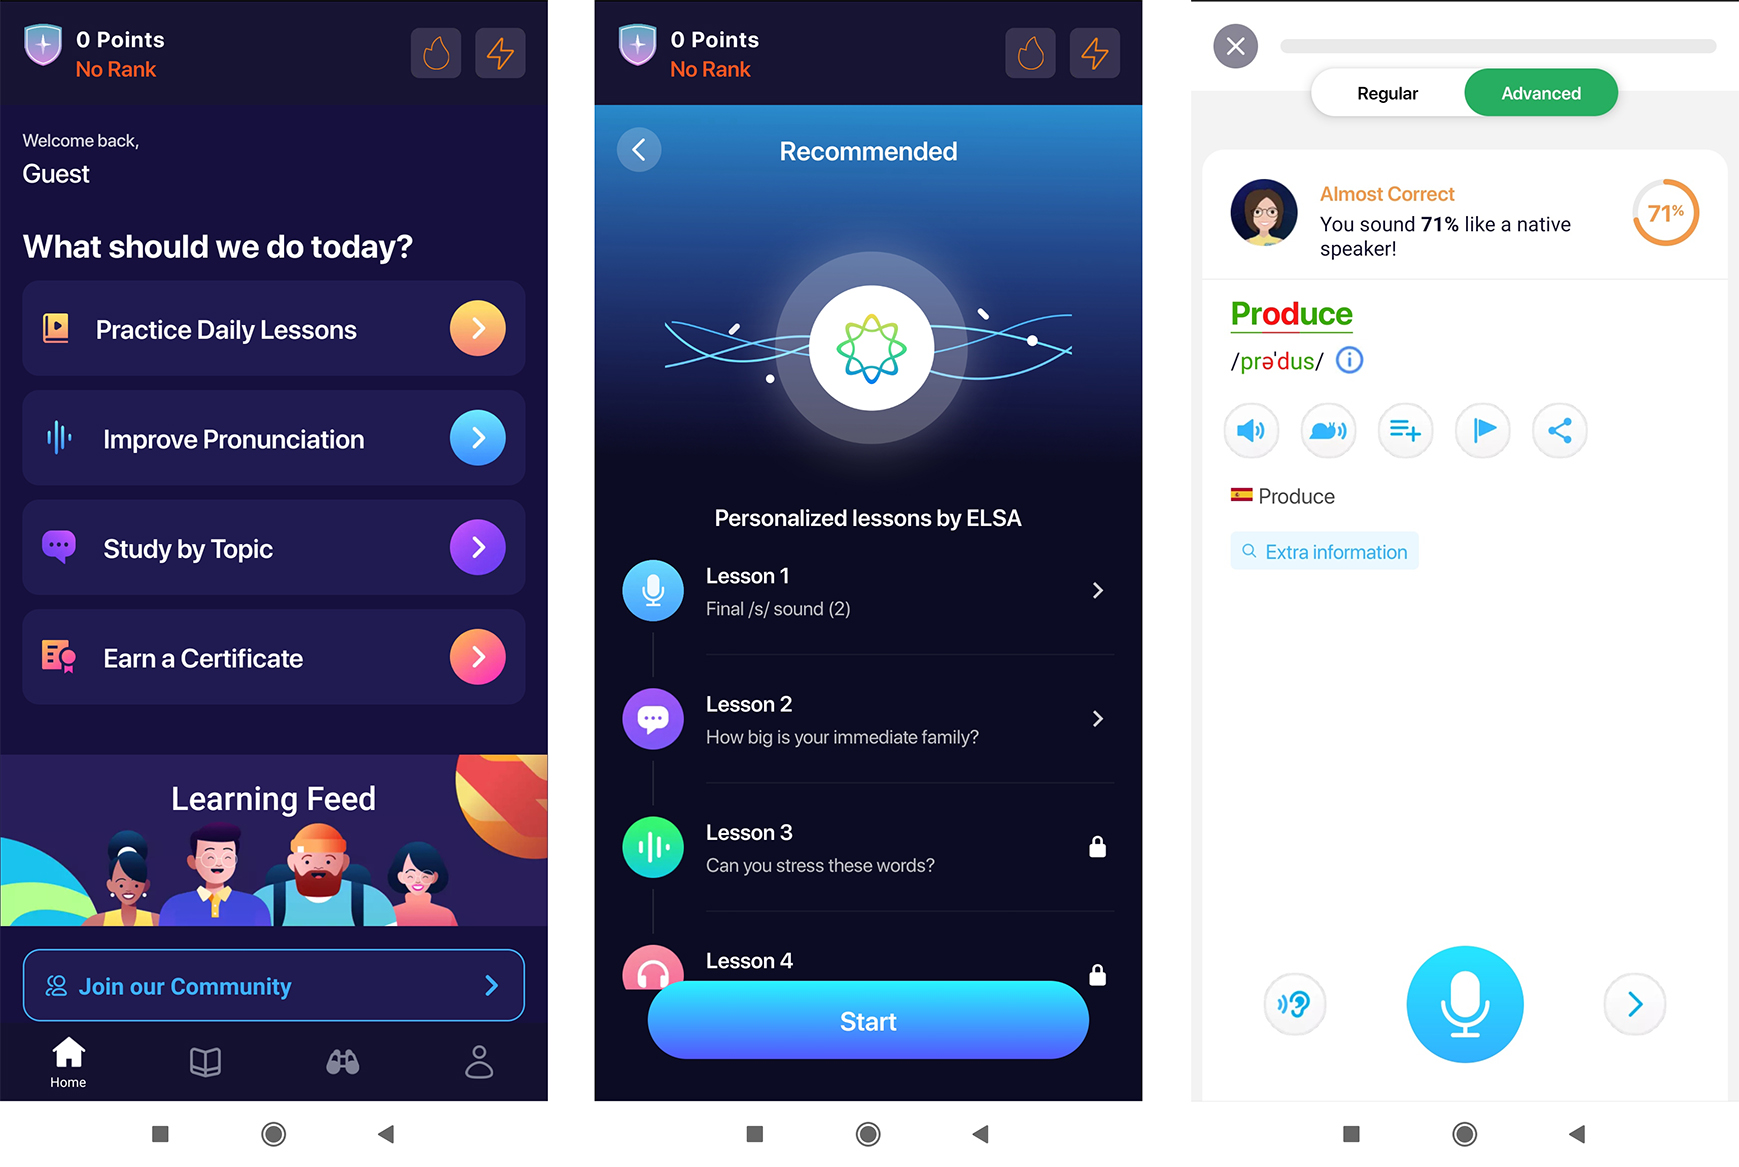 0 Points
No Rank
Welcome back,
Guest
What should we do today?
Practice Daily Lessons
Improve Pronunciation
Study by Topic
Earn a Certificate
Learning Feed
Join our Community
Home
0 Points
No Rank
Recommended
Personalized lessons by ELSA
Lesson 1
Final /s/ sound (2)
Lesson 2
How big is your immediate family?
Lesson 3
Can you stress these words?
Lesson 4
Start
Regular
Advanced
Almost Correct
You sound 71% like a native
speaker!
71%
Produce
/prəˈdus/
Produce
Extra information